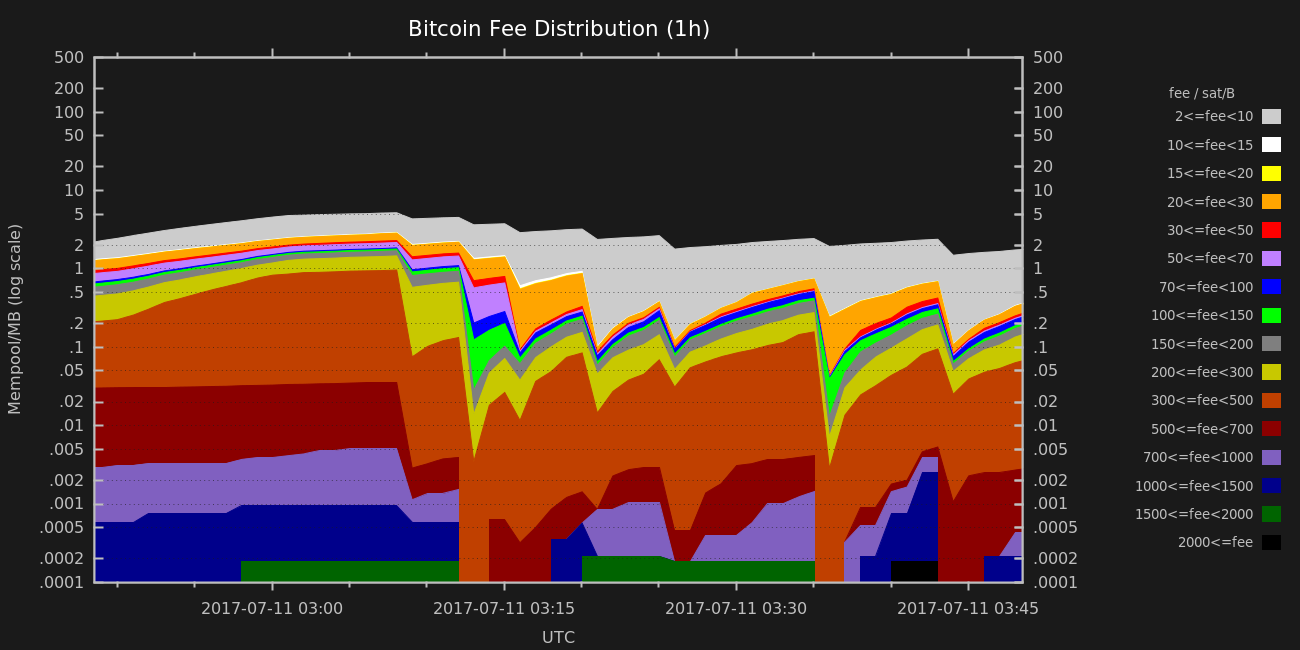 Bitcoin Fee Distribution (1h)
500 500
200 200
100 100
50 50
20 20
10 10
5 5
2 2
1 1
.5 .5
.2 .2
.1 .1
.05 .05
.02 .02
.01 .01
.005 .005
.002 .002
.001 .001
.0005 .0005
.0002 .0002
.0001 .0001
Mempool/MB (log scale)
2017-07-11 03:00 2017-07-11 03:15 2017-07-11 03:30 2017-07-11 03:45
UTC
fee / sat/B
2<=fee<10
10<=fee<15
15<=fee<20
20<=fee<30
30<=fee<50
50<=fee<70
70<=fee<100
100<=fee<150
150<=fee<200
200<=fee<300
300<=fee<500
500<=fee<700
700<=fee<1000
1000<=fee<1500
1500<=fee<2000
2000<=fee